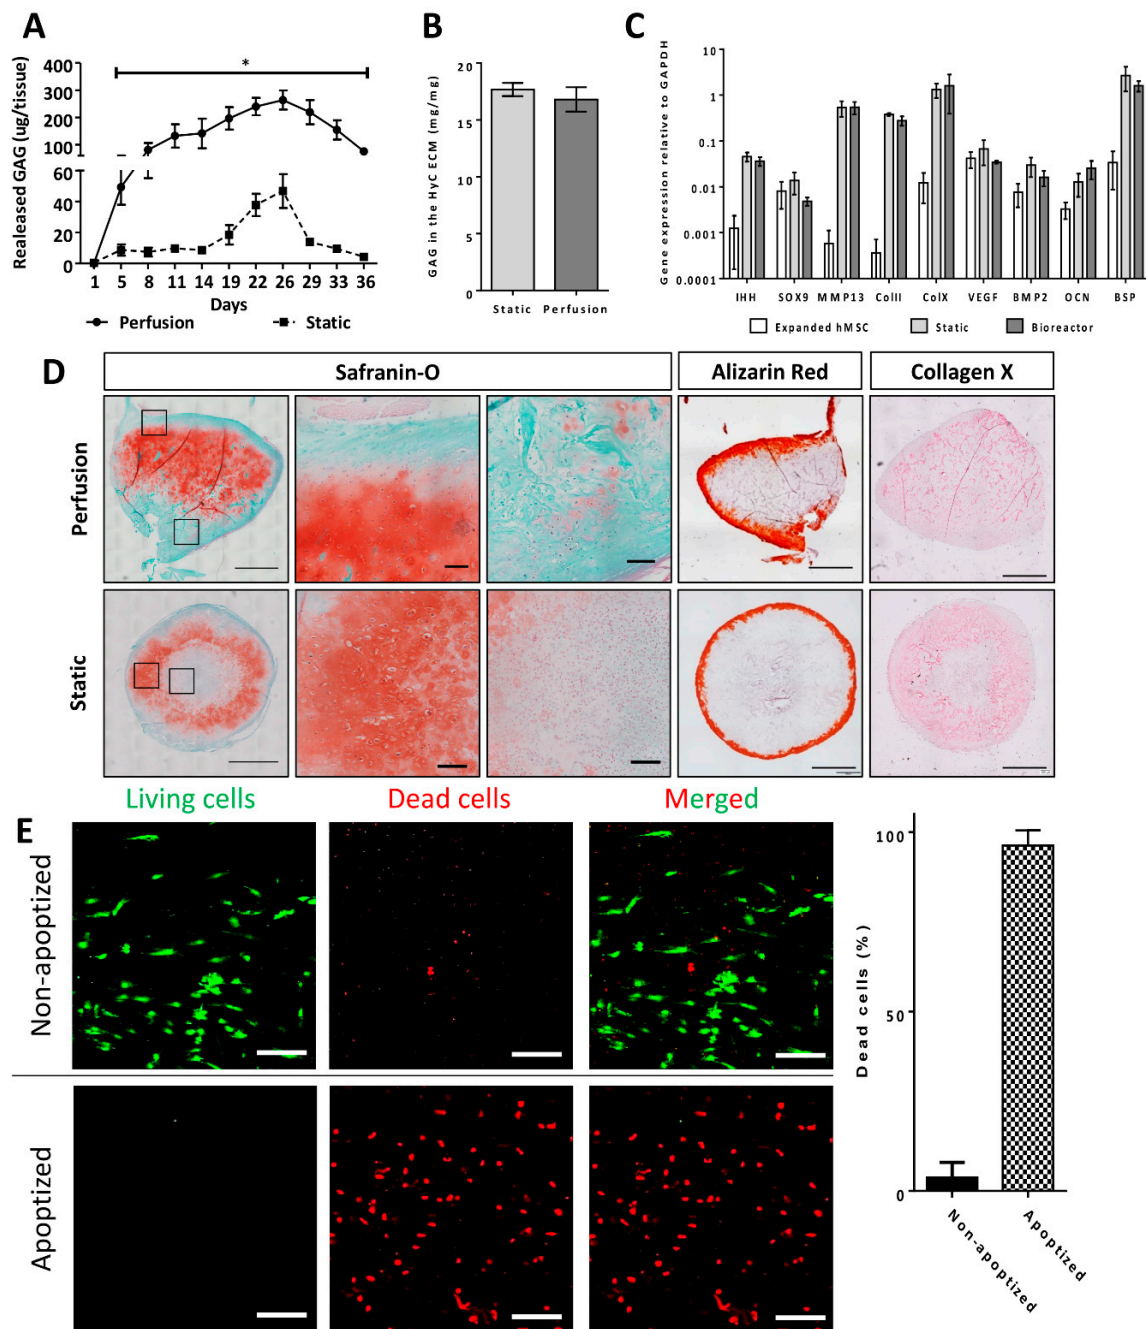 A
Realeased GAG (ug/tissue)
400
300
200
100
60
40
20
0
*
1 5 8 11 14 19 22 26 29 33 36
Days
Perfusion Static
B
GAG in the HyC ECM (mg/mg)
20
15
10
5
0
Static Perfusion
C
Gene expression relative to GAPDH
10
1
0.1
0.01
0.001
0.0001
IHH SOX9 MMP13 ColII ColX VEGF BMP2 OCN BSP
Expanded hMSC Static Bioreactor
D
Safranin-O Alizarin Red Collagen X
Perfusion
Static
Living cells Dead cells Merged
E
Non-apoptized
Apoptized
Dead cells (%)
100
50
0
Non-apoptized
Apoptized